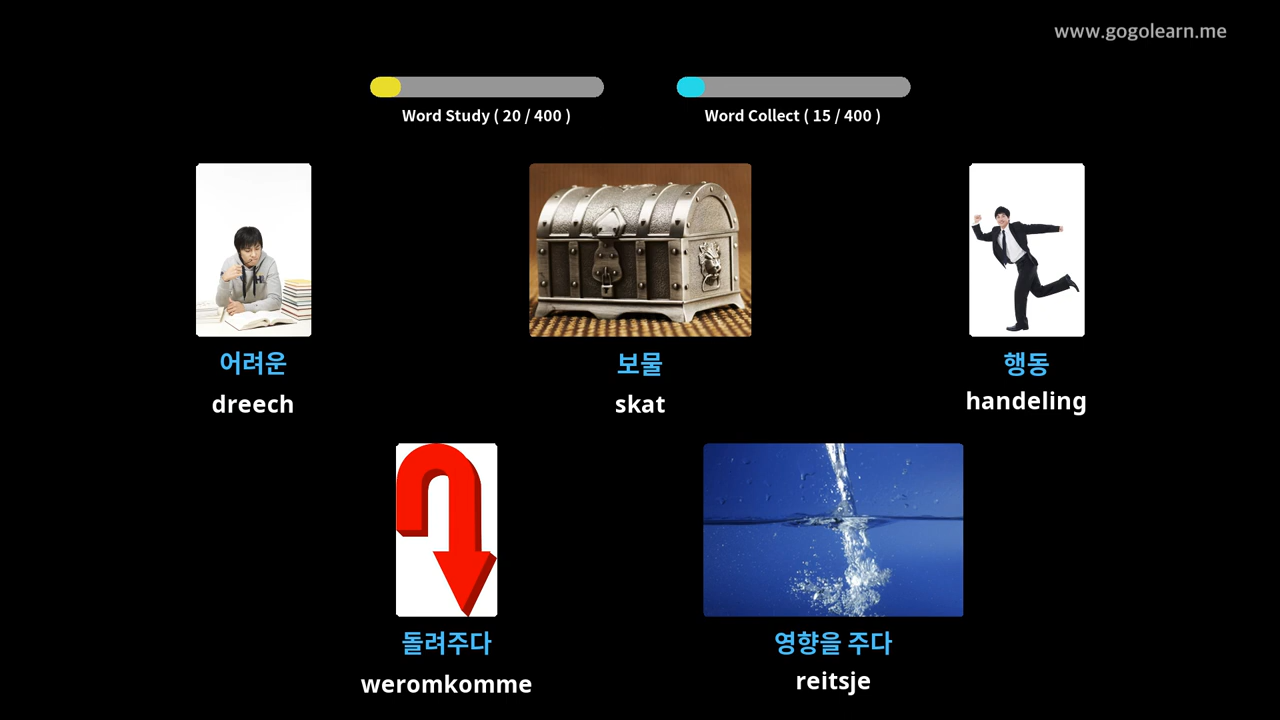 www.gogolearn.me
Word Study ( 20 / 400 )
Word Collect ( 15 / 400 )
어려운
dreech
보물
skat
행동
handeling
돌려주다
weromkomme
영향을 주다
reitsje